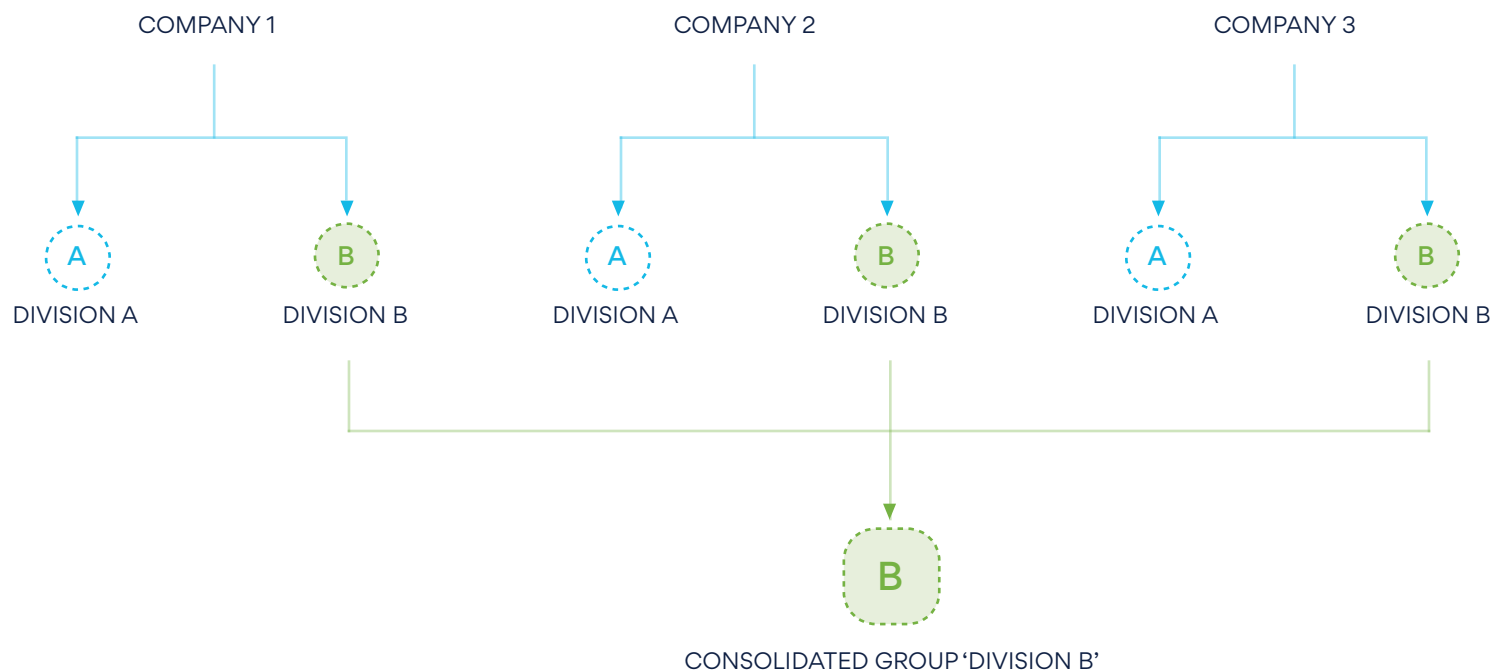 COMPANY 1
COMPANY 2
COMPANY 3
A
B
A
B
A
B
DIVISION A
DIVISION B
DIVISION A
DIVISION B
DIVISION A
DIVISION B
B
CONSOLIDATED GROUP ‘DIVISION B’